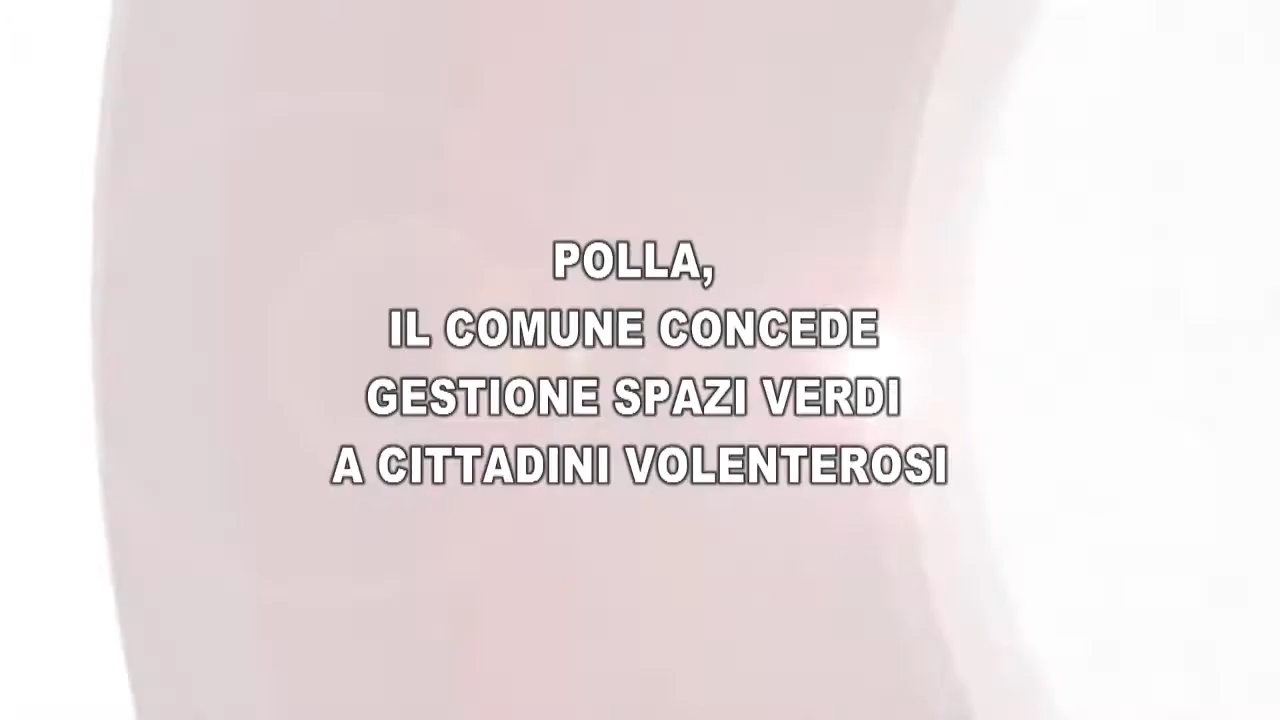 POLLA,
IL COMUNE CONCEDE
GESTIONE SPAZI VERDI
A CITTADINI VOLENTEROSI